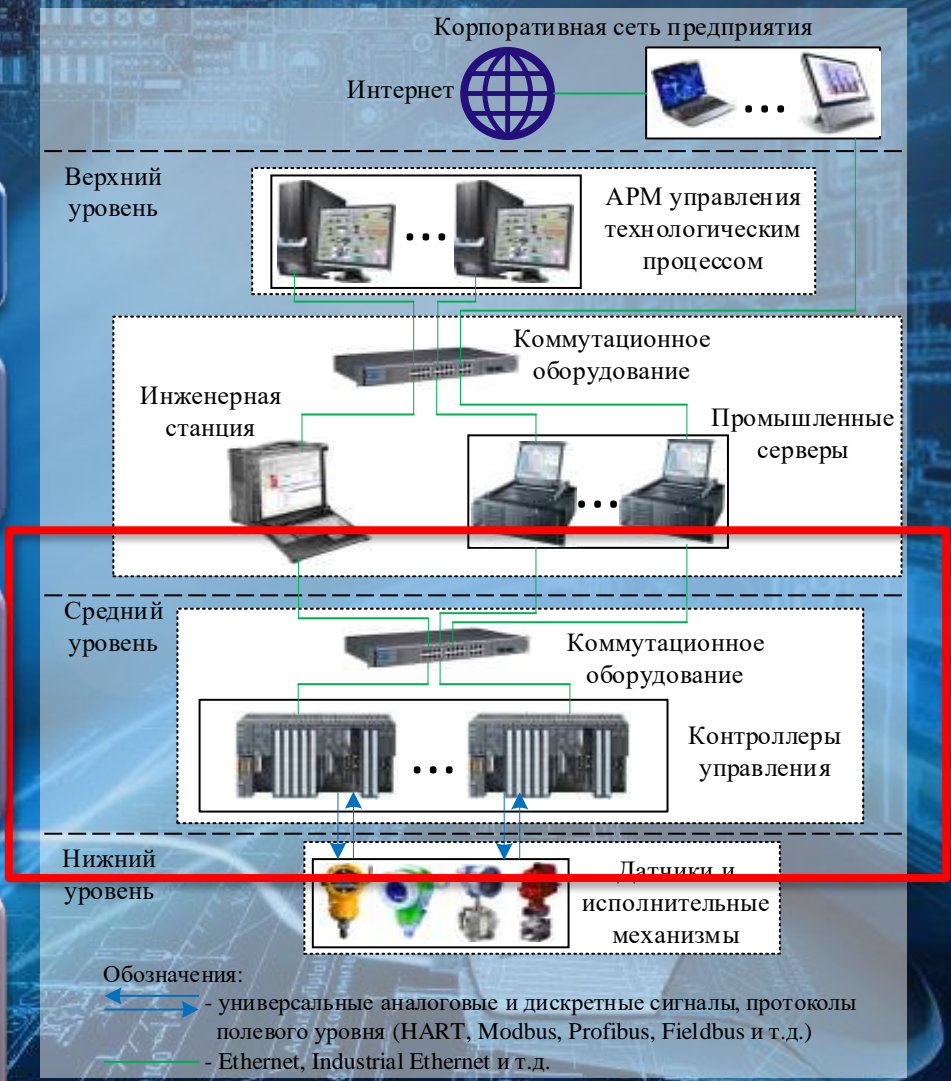 Корпоративная сеть предприятия
Интернет
Верхний
уровень
АРМ управления
технологическим
процессом
Коммутационное
оборудование
Инженерная
станция
Промышленные
серверы
Средний
уровень
Коммутационное
оборудование
Контроллеры
управления
Нижний
уровень
Датчики и
исполнительные
механизмы
Обозначения:
- универсальные аналоговые и дискретные сигналы, протоколы
полевого уровня (HART, Modbus, Profibus, Fieldbus и т.д.)
- Ethernet, Industrial Ethernet и т.д.